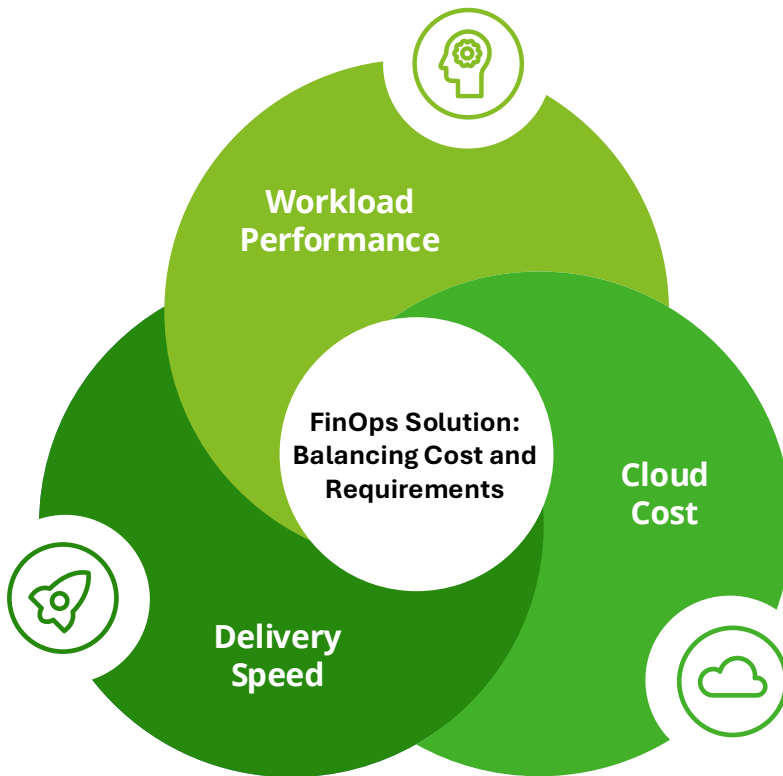 Workload
Performance
FinOps Solution:
Balancing Cost and
Requirements
Cloud
Cost
Delivery
Speed